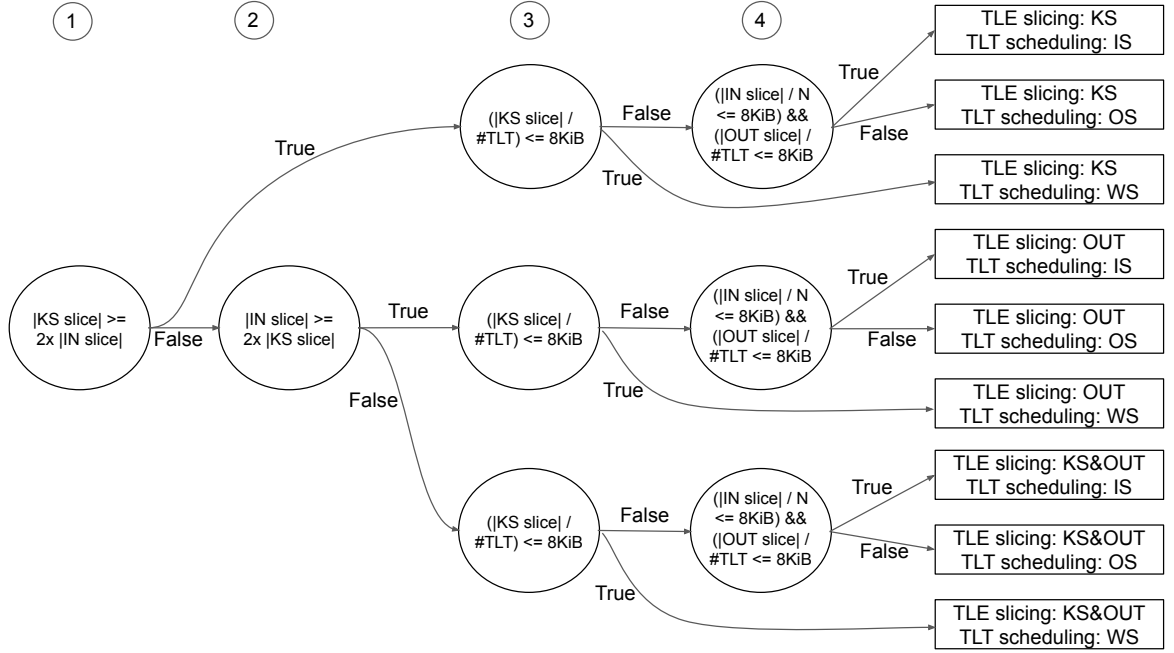 1
2
3
4
TLE slicing: KS
TLT scheduling: IS
True
(|IN slice| / N
<= 8KiB) &&
(|OUT slice| /
#TLT <= 8KiB
TLE slicing: KS
TLT scheduling: OS
False
False
(|KS slice| /
#TLT) <= 8KiB
True
True
TLE slicing: KS
TLT scheduling: WS
TLE slicing: OUT
TLT scheduling: IS
True
(|IN slice| / N
<= 8KiB) &&
(|OUT slice| /
#TLT <= 8KiB
|KS slice| >=
2x |IN slice|
False
|IN slice| >=
2x |KS slice|
True
(|KS slice| /
#TLT) <= 8KiB
False
False
TLE slicing: OUT
TLT scheduling: OS
True
False
TLE slicing: OUT
TLT scheduling: WS
TLE slicing: KS&OUT
TLT scheduling: IS
True
(|IN slice| / N
<= 8KiB) &&
(|OUT slice| /
#TLT <= 8KiB
(|KS slice| /
#TLT) <= 8KiB
False
False
TLE slicing: KS&OUT
TLT scheduling: OS
True
TLE slicing: KS&OUT
TLT scheduling: WS